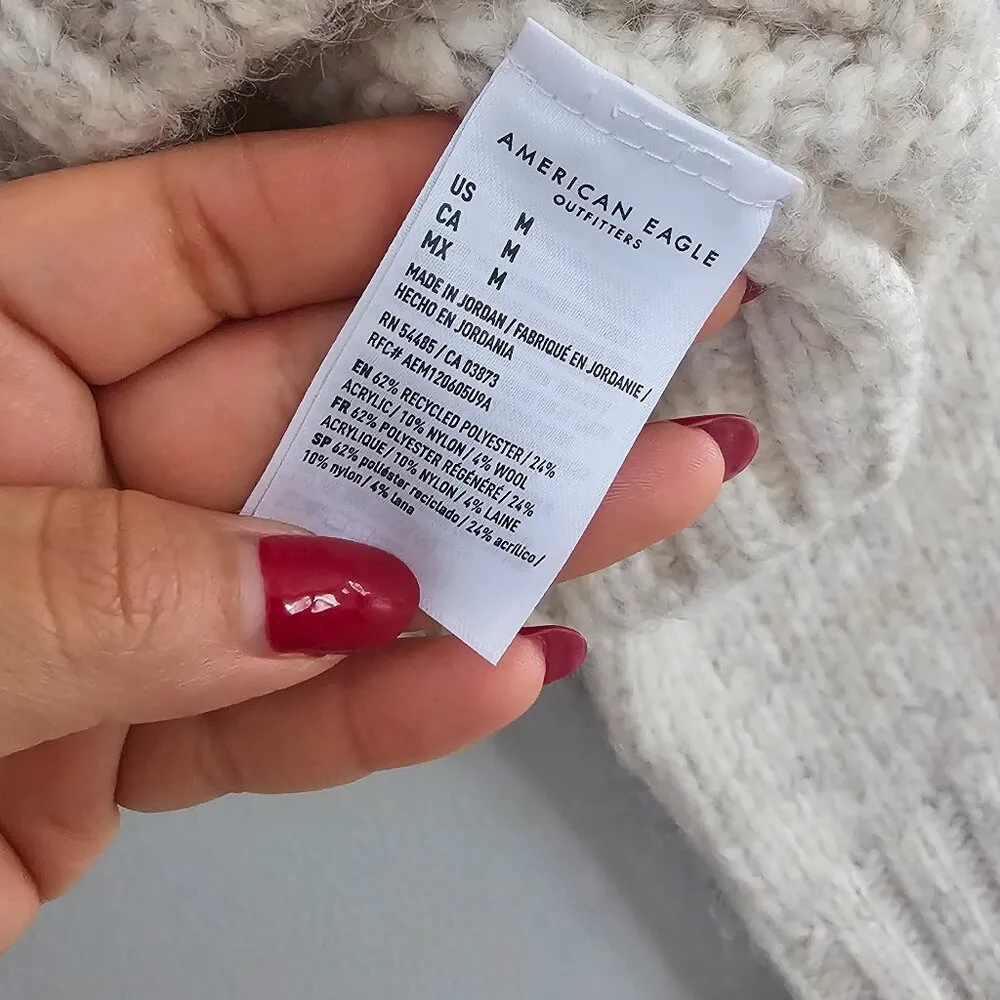 AMERICAN EAGLE
OUTFITTERS
US M
CA M
MX M
MADE IN JORDAN / FABRIQUÉ EN JORDANIE /
HECHO EN JORDANIA
RN 54485 / CA 03873
RFC# AEM120605U9A
EN 62% RECYCLED POLYESTER / 24%
ACRYLIC / 10% NYLON / 4% WOOL
FR 62% POLYESTER RÉGÉNÉRÉ / 24%
ACRYLIQUE / 10% NYLON / 4% LAINE
SP 62% poliéster reciclado / 24% acrílico /
10% nylon / 4% lana